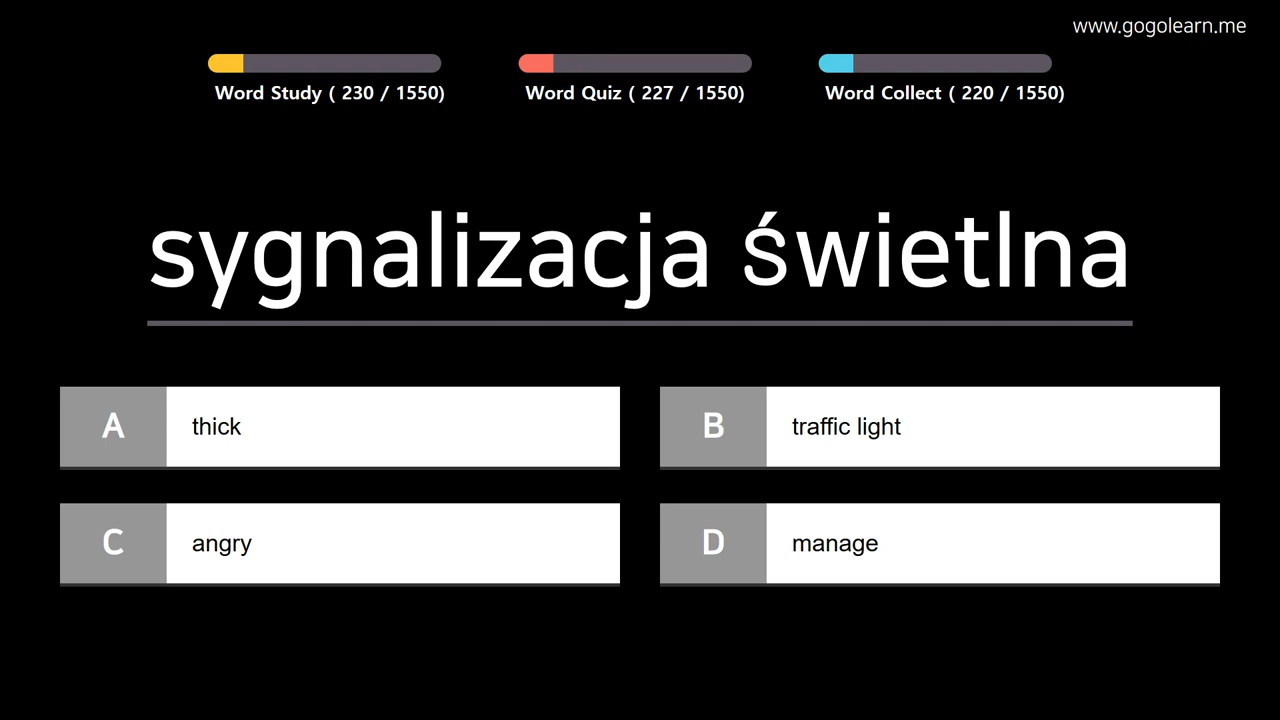 www.gogolearn.me
Word Study ( 230 / 1550)
Word Quiz ( 227 / 1550)
Word Collect ( 220 / 1550)
sygnalizacja świetlna
A thick
B traffic light
C angry
D manage